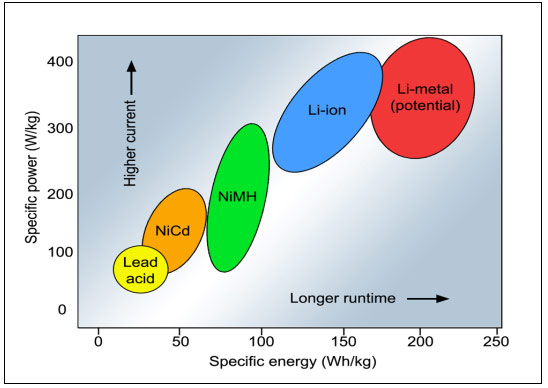 400
300
200
100
0
Specific power (W/kg)
Higher current
Li-ion
Li-metal
(potential)
NiMH
NiCd
Lead
acid
Longer runtime
0
50
100
150
200
250
Specific energy (Wh/kg)